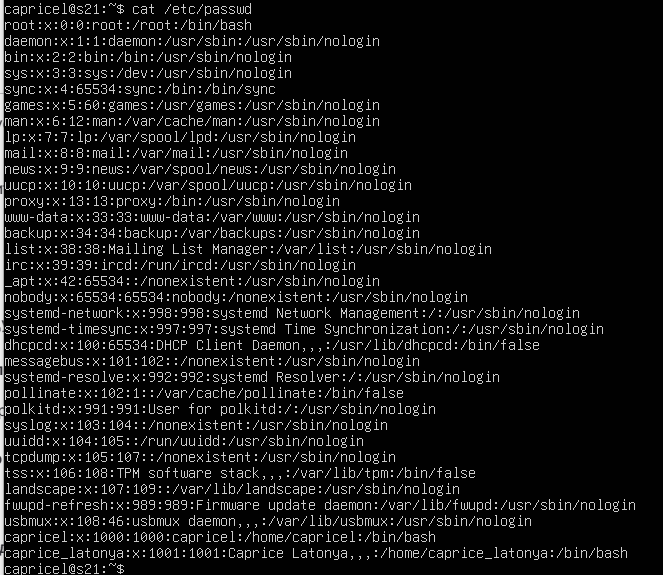 capricel@s21:~$ cat /etc/passwd
root:x:0:0:root:/root:/bin/bash
daemon:x:1:1:daemon:/usr/sbin:/usr/sbin/nologin
bin:x:2:2:bin:/bin:/usr/sbin/nologin
sys:x:3:3:sys:/dev:/usr/sbin/nologin
sync:x:4:65534:sync:/bin:/bin/sync
games:x:5:60:games:/usr/games:/usr/sbin/nologin
man:x:6:12:man:/var/cache/man:/usr/sbin/nologin
lp:x:7:7:lp:/var/spool/lpd:/usr/sbin/nologin
mail:x:8:8:mail:/var/mail:/usr/sbin/nologin
news:x:9:9:news:/var/spool/news:/usr/sbin/nologin
uucp:x:10:10:uucp:/var/spool/uucp:/usr/sbin/nologin
proxy:x:13:13:proxy:/bin:/usr/sbin/nologin
www-data:x:33:33:www-data:/var/www:/usr/sbin/nologin
backup:x:34:34:backup:/var/backups:/usr/sbin/nologin
list:x:38:38:Mailing List Manager:/var/list:/usr/sbin/nologin
irc:x:39:39:ircd:/run/ircd:/usr/sbin/nologin
_apt:x:42:65534::/nonexistent:/usr/sbin/nologin
nobody:x:65534:65534:nobody:/nonexistent:/usr/sbin/nologin
systemd-network:x:998:998:systemd Network Management:/:/usr/sbin/nologin
systemd-timesync:x:997:997:systemd Time Synchronization:/:/usr/sbin/nologin
dhcpcd:x:100:65534:DHCP Client Daemon,,,:/usr/lib/dhcpcd:/bin/false
messagebus:x:101:102::/nonexistent:/usr/sbin/nologin
systemd-resolve:x:992:992:systemd Resolver:/:/usr/sbin/nologin
pollinate:x:102:1::/var/cache/pollinate:/bin/false
polkitd:x:991:991:User for polkitd:/:/usr/sbin/nologin
syslog:x:103:104::/nonexistent:/usr/sbin/nologin
uuidd:x:104:105::/run/uuidd:/usr/sbin/nologin
tcpdump:x:105:107::/nonexistent:/usr/sbin/nologin
tss:x:106:108:TPM software stack,,,:/var/lib/tpm:/bin/false
landscape:x:107:109::/var/lib/landscape:/usr/sbin/nologin
fwupd-refresh:x:989:989:Firmware update daemon:/var/lib/fwupd:/usr/sbin/nologin
usbmux:x:108:46:usbmux daemon,,,:/var/lib/usbmux:/usr/sbin/nologin
capricel:x:1000:1000:capricel:/home/capricel:/bin/bash
caprice_latonya:x:1001:1001:Caprice Latonya,,,:/home/caprice_latonya:/bin/bash
capricel@s21:~$